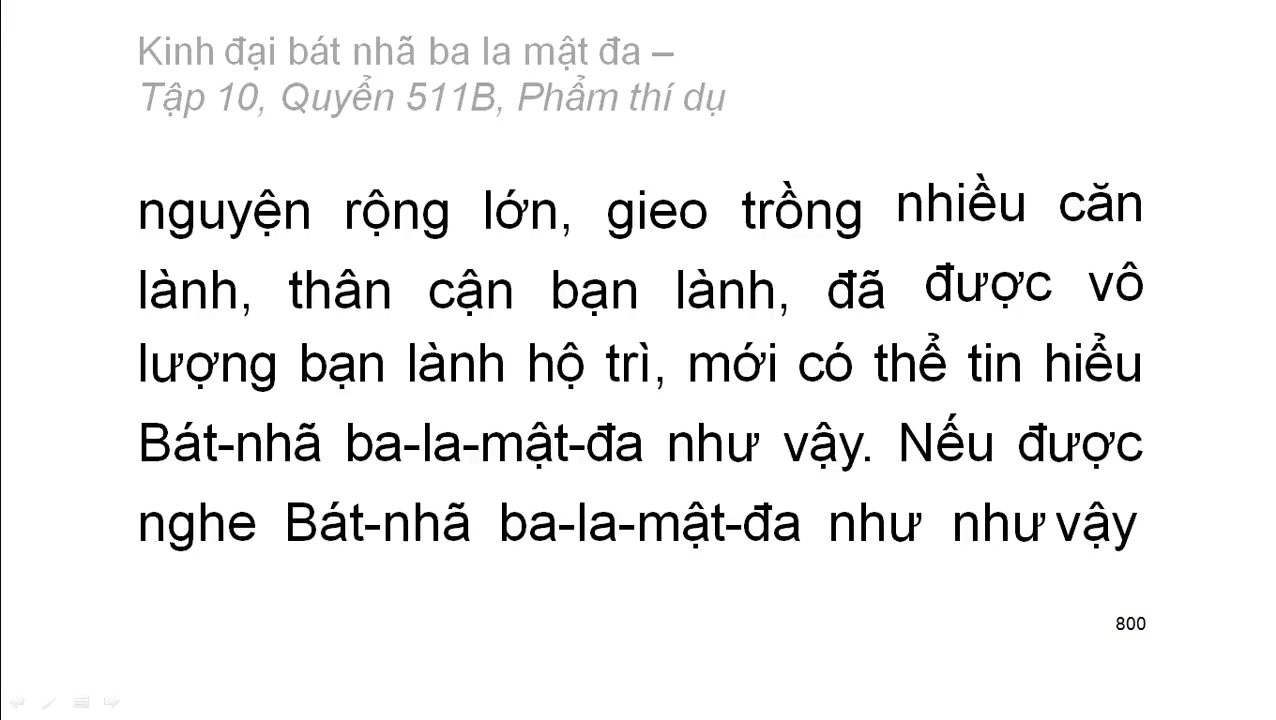 Kinh đại bát nhã ba la mật đa –
Tập 10, Quyển 511B, Phẩm thí dụ
nguyện rộng lớn, gieo trồng nhiều căn
lành, thân cận bạn lành, đã được vô
lượng bạn lành hộ trì, mới có thể tin hiểu
Bát-nhã ba-la-mật-đa như vậy. Nếu được
nghe Bát-nhã ba-la-mật-đa như như vậy
800